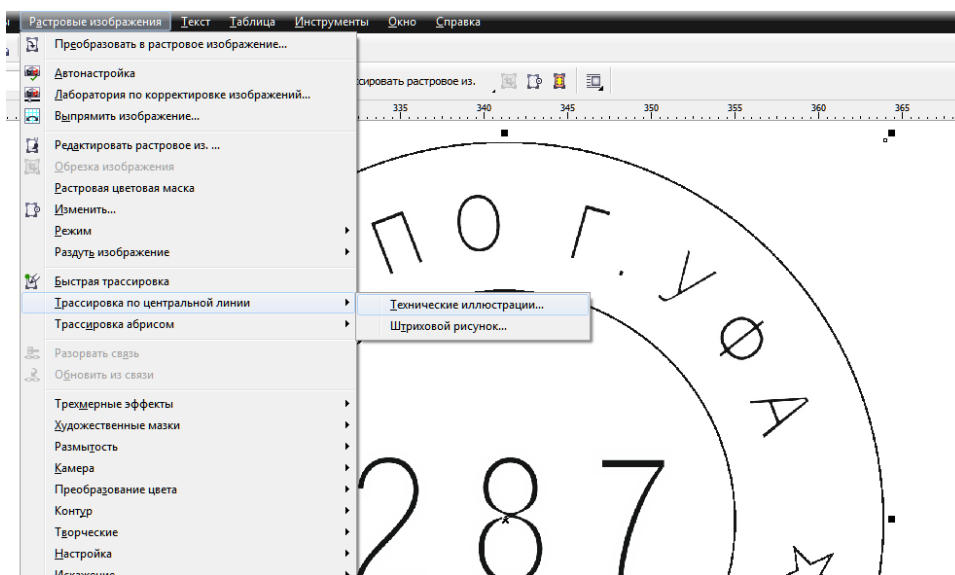 Растровые изображения Текст Таблица Инструменты Окно Справка
Преобразовать в растровое изображение...
Автонастройка
Лаборатория по корректировке изображений...
Выпрямить изображение...
Редактировать растровое из. ...
Обрезка изображения
Растровая цветовая маска
Изменить...
Режим
Раздуть изображение
Быстрая трассировка
Трассировка по центральной линии
Трассировка абрисом
Разорвать связь
Обновить из связи
Трехмерные эффекты
Художественные мазки
Размытость
Камера
Преобразование цвета
Контур
Творческие
Настройка
Искажение
Технические иллюстрации...
Штриховой рисунок...
растровое из.
335 340 345 350 355 360 365
ПО Г.УФА
287